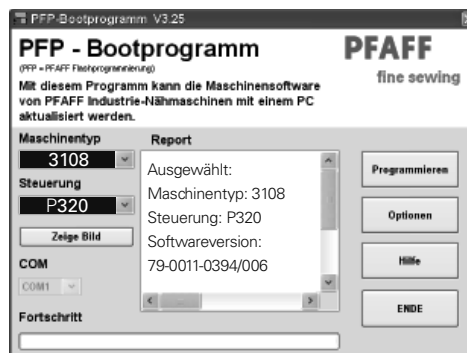 PFP-Bootprogramm V3.25
PFP - Bootprogramm
(PFP = PFAFF Flashprogrammierung)
PFAFF
fine sewing
Mit diesem Programm kann die Maschinensoftware
von PFAFF Industrie-Nähmaschinen mit einem PC
aktualisiert werden.
Maschinentyp
3108
Steuerung
P320
Zeige Bild
COM
COM1
Fortschritt
Report
Ausgewählt:
Maschinentyp: 3108
Steuerung: P320
Softwareversion:
79-0011-0394/006
Programmieren
Optionen
Hilfe
ENDE